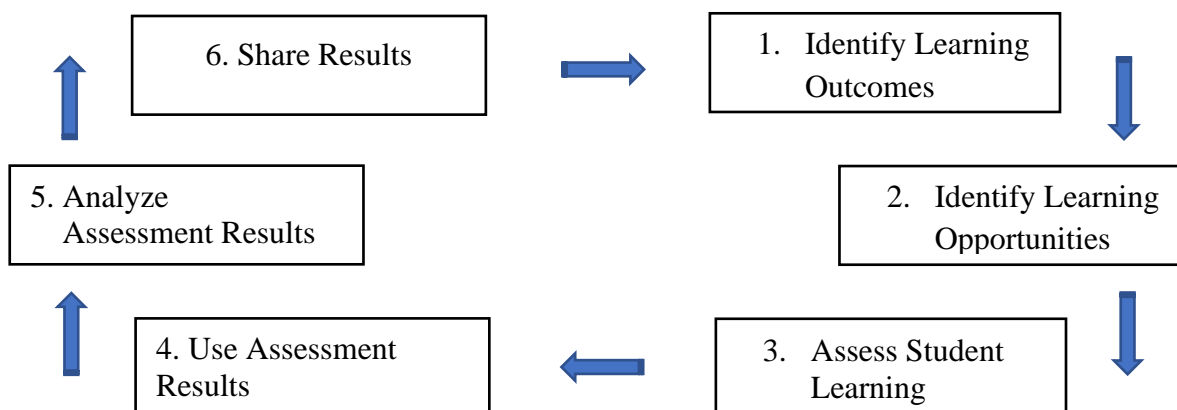 6. Share Results
1. Identify Learning
Outcomes
5. Analyze
Assessment Results
2. Identify Learning
Opportunities
4. Use Assessment
Results
3. Assess Student
Learning